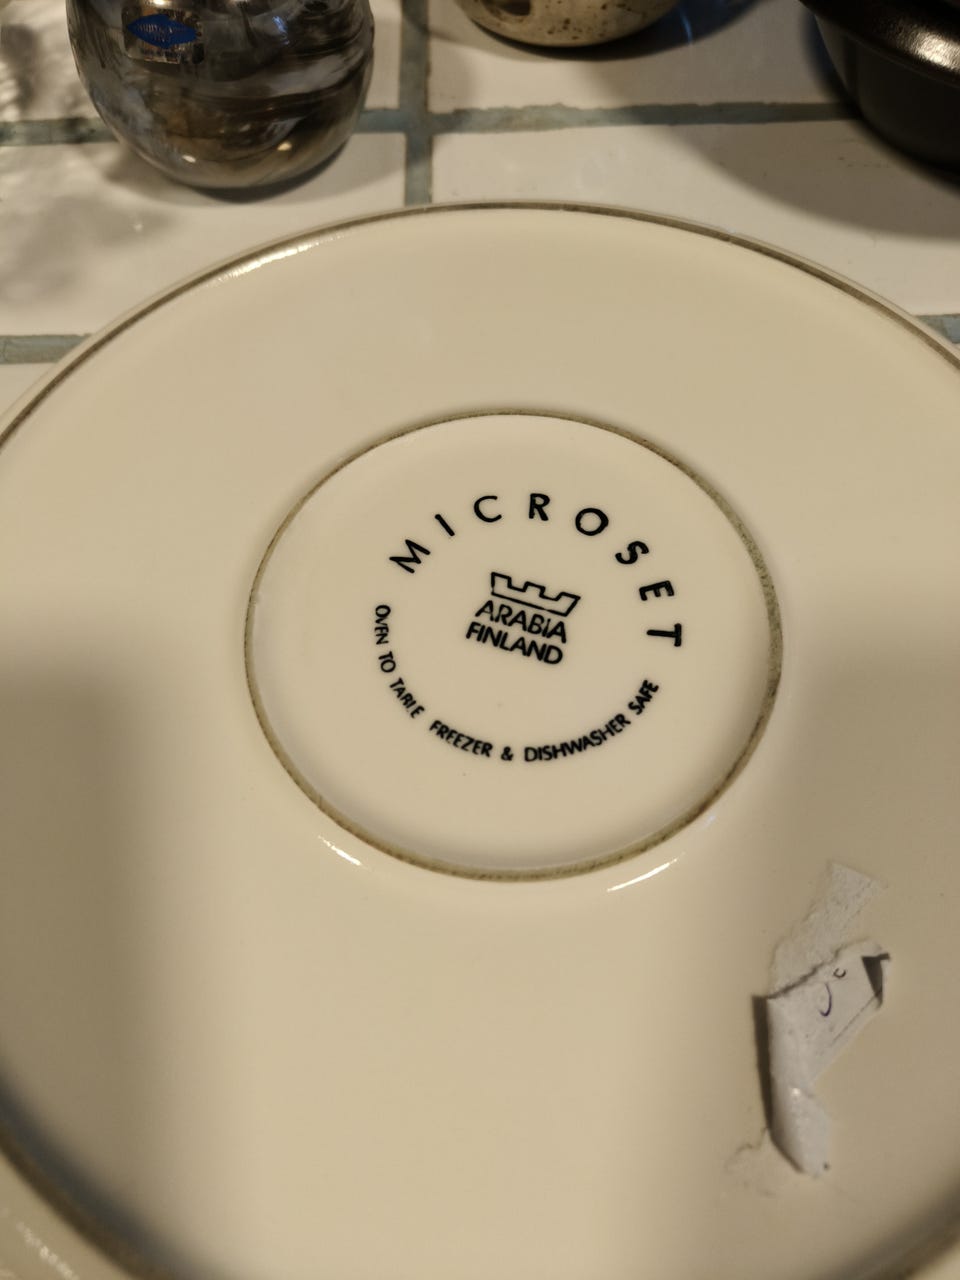 MICROSET
ARABIA
FINLAND
OVEN TO TABLE FREEZER & DISHWASHER SAFE